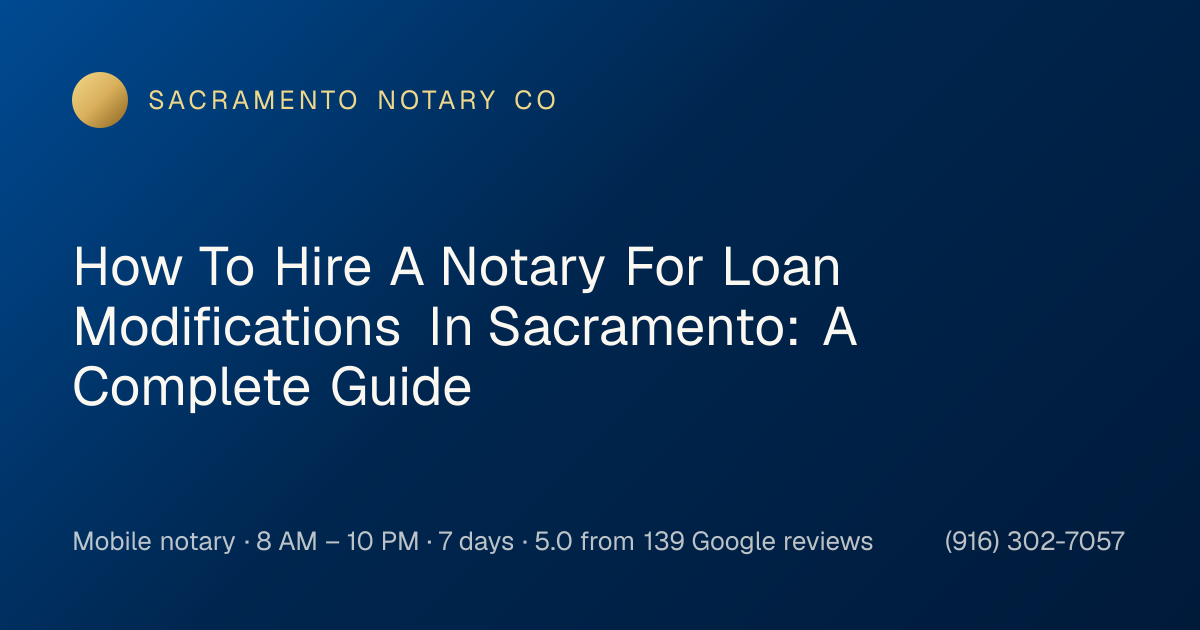 SACRAMENTO NOTARY CO
How To Hire A Notary For Loan
Modifications In Sacramento: A
Complete Guide
Mobile notary · 8 AM – 10 PM · 7 days · 5.0 from 139 Google reviews
(916) 302-7057